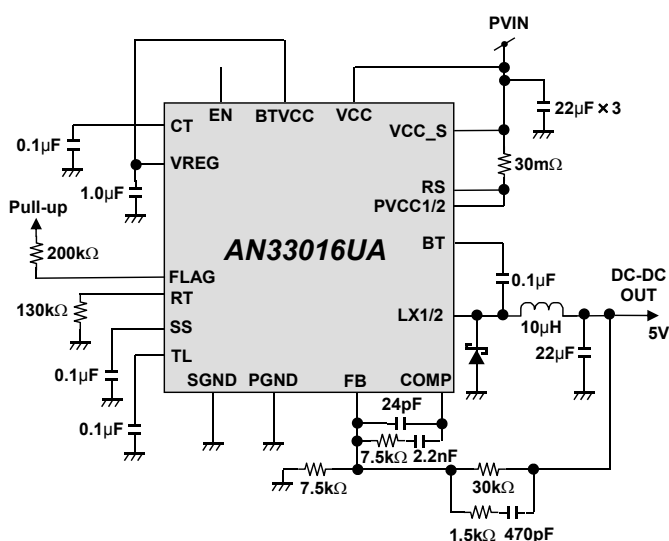 PVIN
EN
BTVCC
VCC
22µF × 3
CT
VCC_S
0.1µF
VREG
30mΩ
1.0µF
RS
PVCC1/2
Pull-up
AN33016UA
BT
200kΩ
FLAG
0.1µF
DC-DC
OUT
RT
130kΩ
LX1/2
5V
10µH
SS
22µF
TL
0.1µF
SGND
PGND
FB
COMP
24pF
0.1µF
7.5kΩ
2.2nF
7.5kΩ
30kΩ
1.5kΩ
470pF